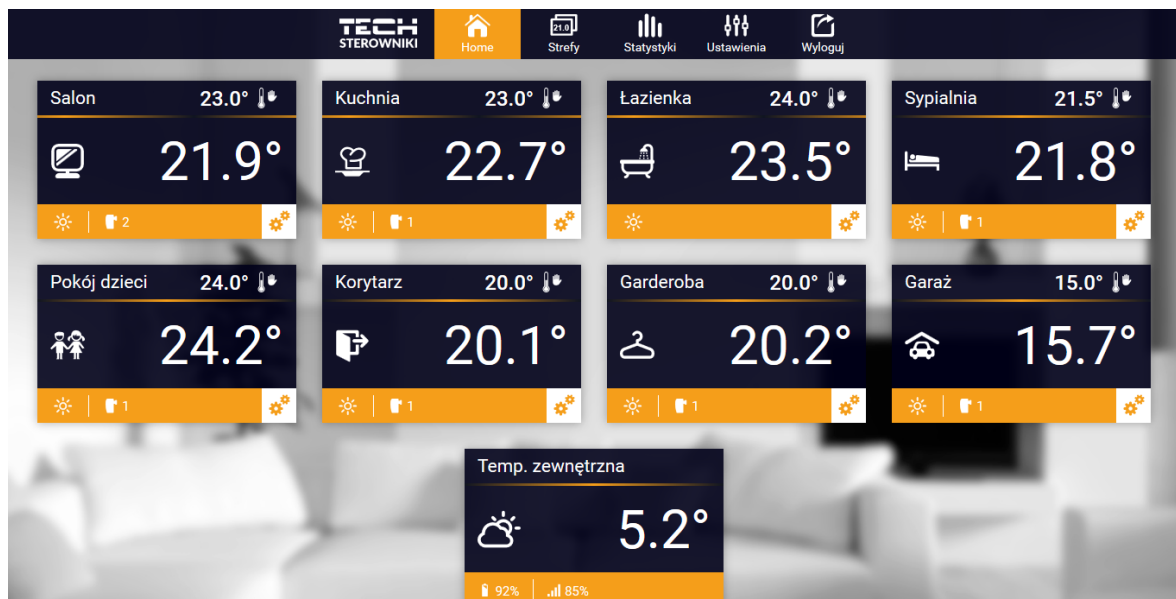 TECH
STEROWNIKI
Home
21.0
Strefy
Statystyki
Ustawienia
Wyloguj
Salon 23.0°
21.9°
2
Kuchnia 23.0°
22.7°
1
Łazienka 24.0°
23.5°
Sypialnia 21.5°
21.8°
1
Pokój dzieci 24.0°
24.2°
1
Korytarz 20.0°
20.1°
1
Garderoba 20.0°
20.2°
1
Garaż 15.0°
15.7°
1
Temp. zewnętrzna
5.2°
92% 85%